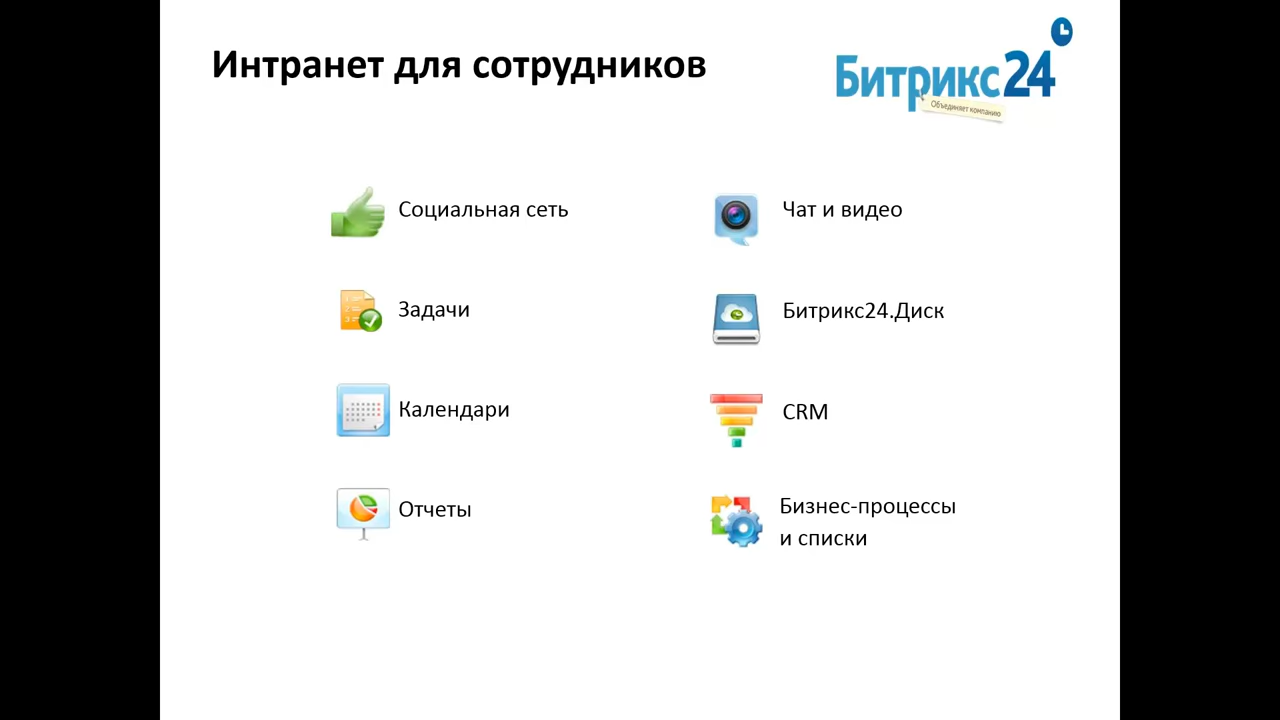 Интранет для сотрудников
Битрикс24
Объединяет компанию
Социальная сеть
Задачи
Календари
Отчеты
Чат и видео
Битрикс24.Диск
CRM
Бизнес-процессы
и списки